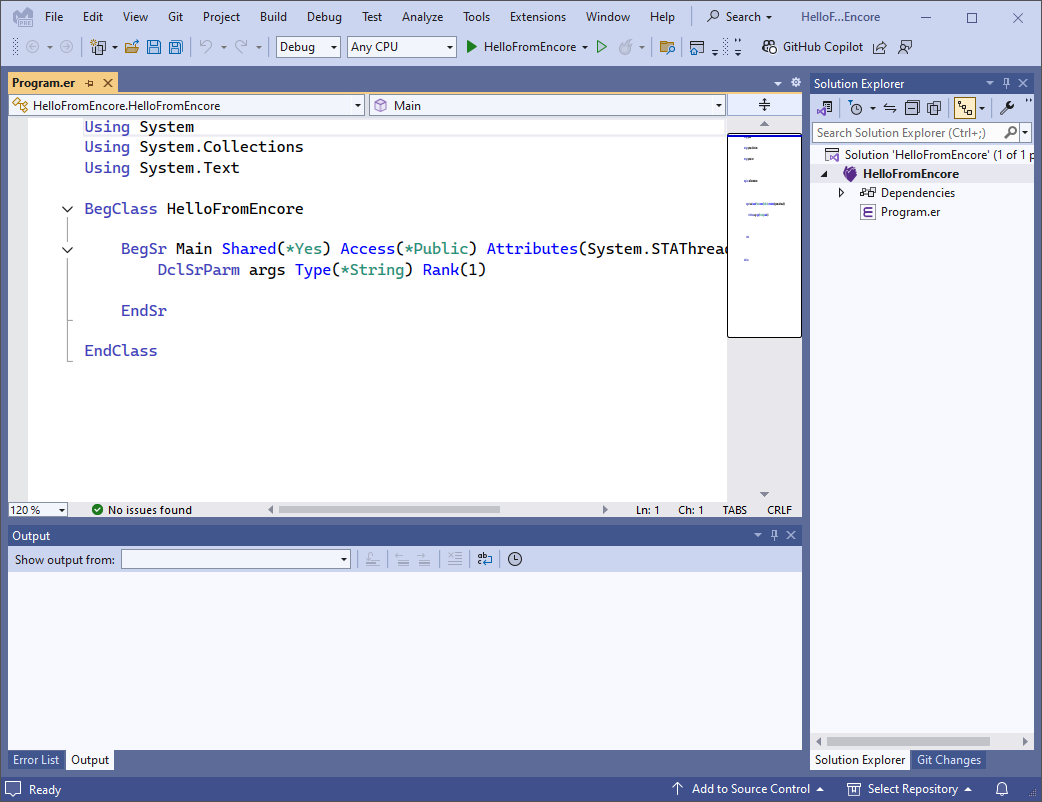 File Edit View Git Project Build Debug Test Analyze Tools Extensions Window Help Search HelloF...Encore
PRE
Debug Any CPU HelloFromEncore GitHub Copilot
Program.er
HelloFromEncore.HelloFromEncore Main
Using System
Using System.Collections
Using System.Text
BegClass HelloFromEncore
BegSr Main Shared(*Yes) Access(*Public) Attributes(System.STAThread
DclSrParm args Type(*String) Rank(1)
EndSr
EndClass
120 % No issues found Ln: 1 Ch: 1 TABS CRLF
Output
Show output from:
Error List Output
Solution Explorer
Search Solution Explorer (Ctrl+;)
Solution 'HelloFromEncore' (1 of 1 p
HelloFromEncore
Dependencies
Program.er
Solution Explorer Git Changes
Ready Add to Source Control Select Repository